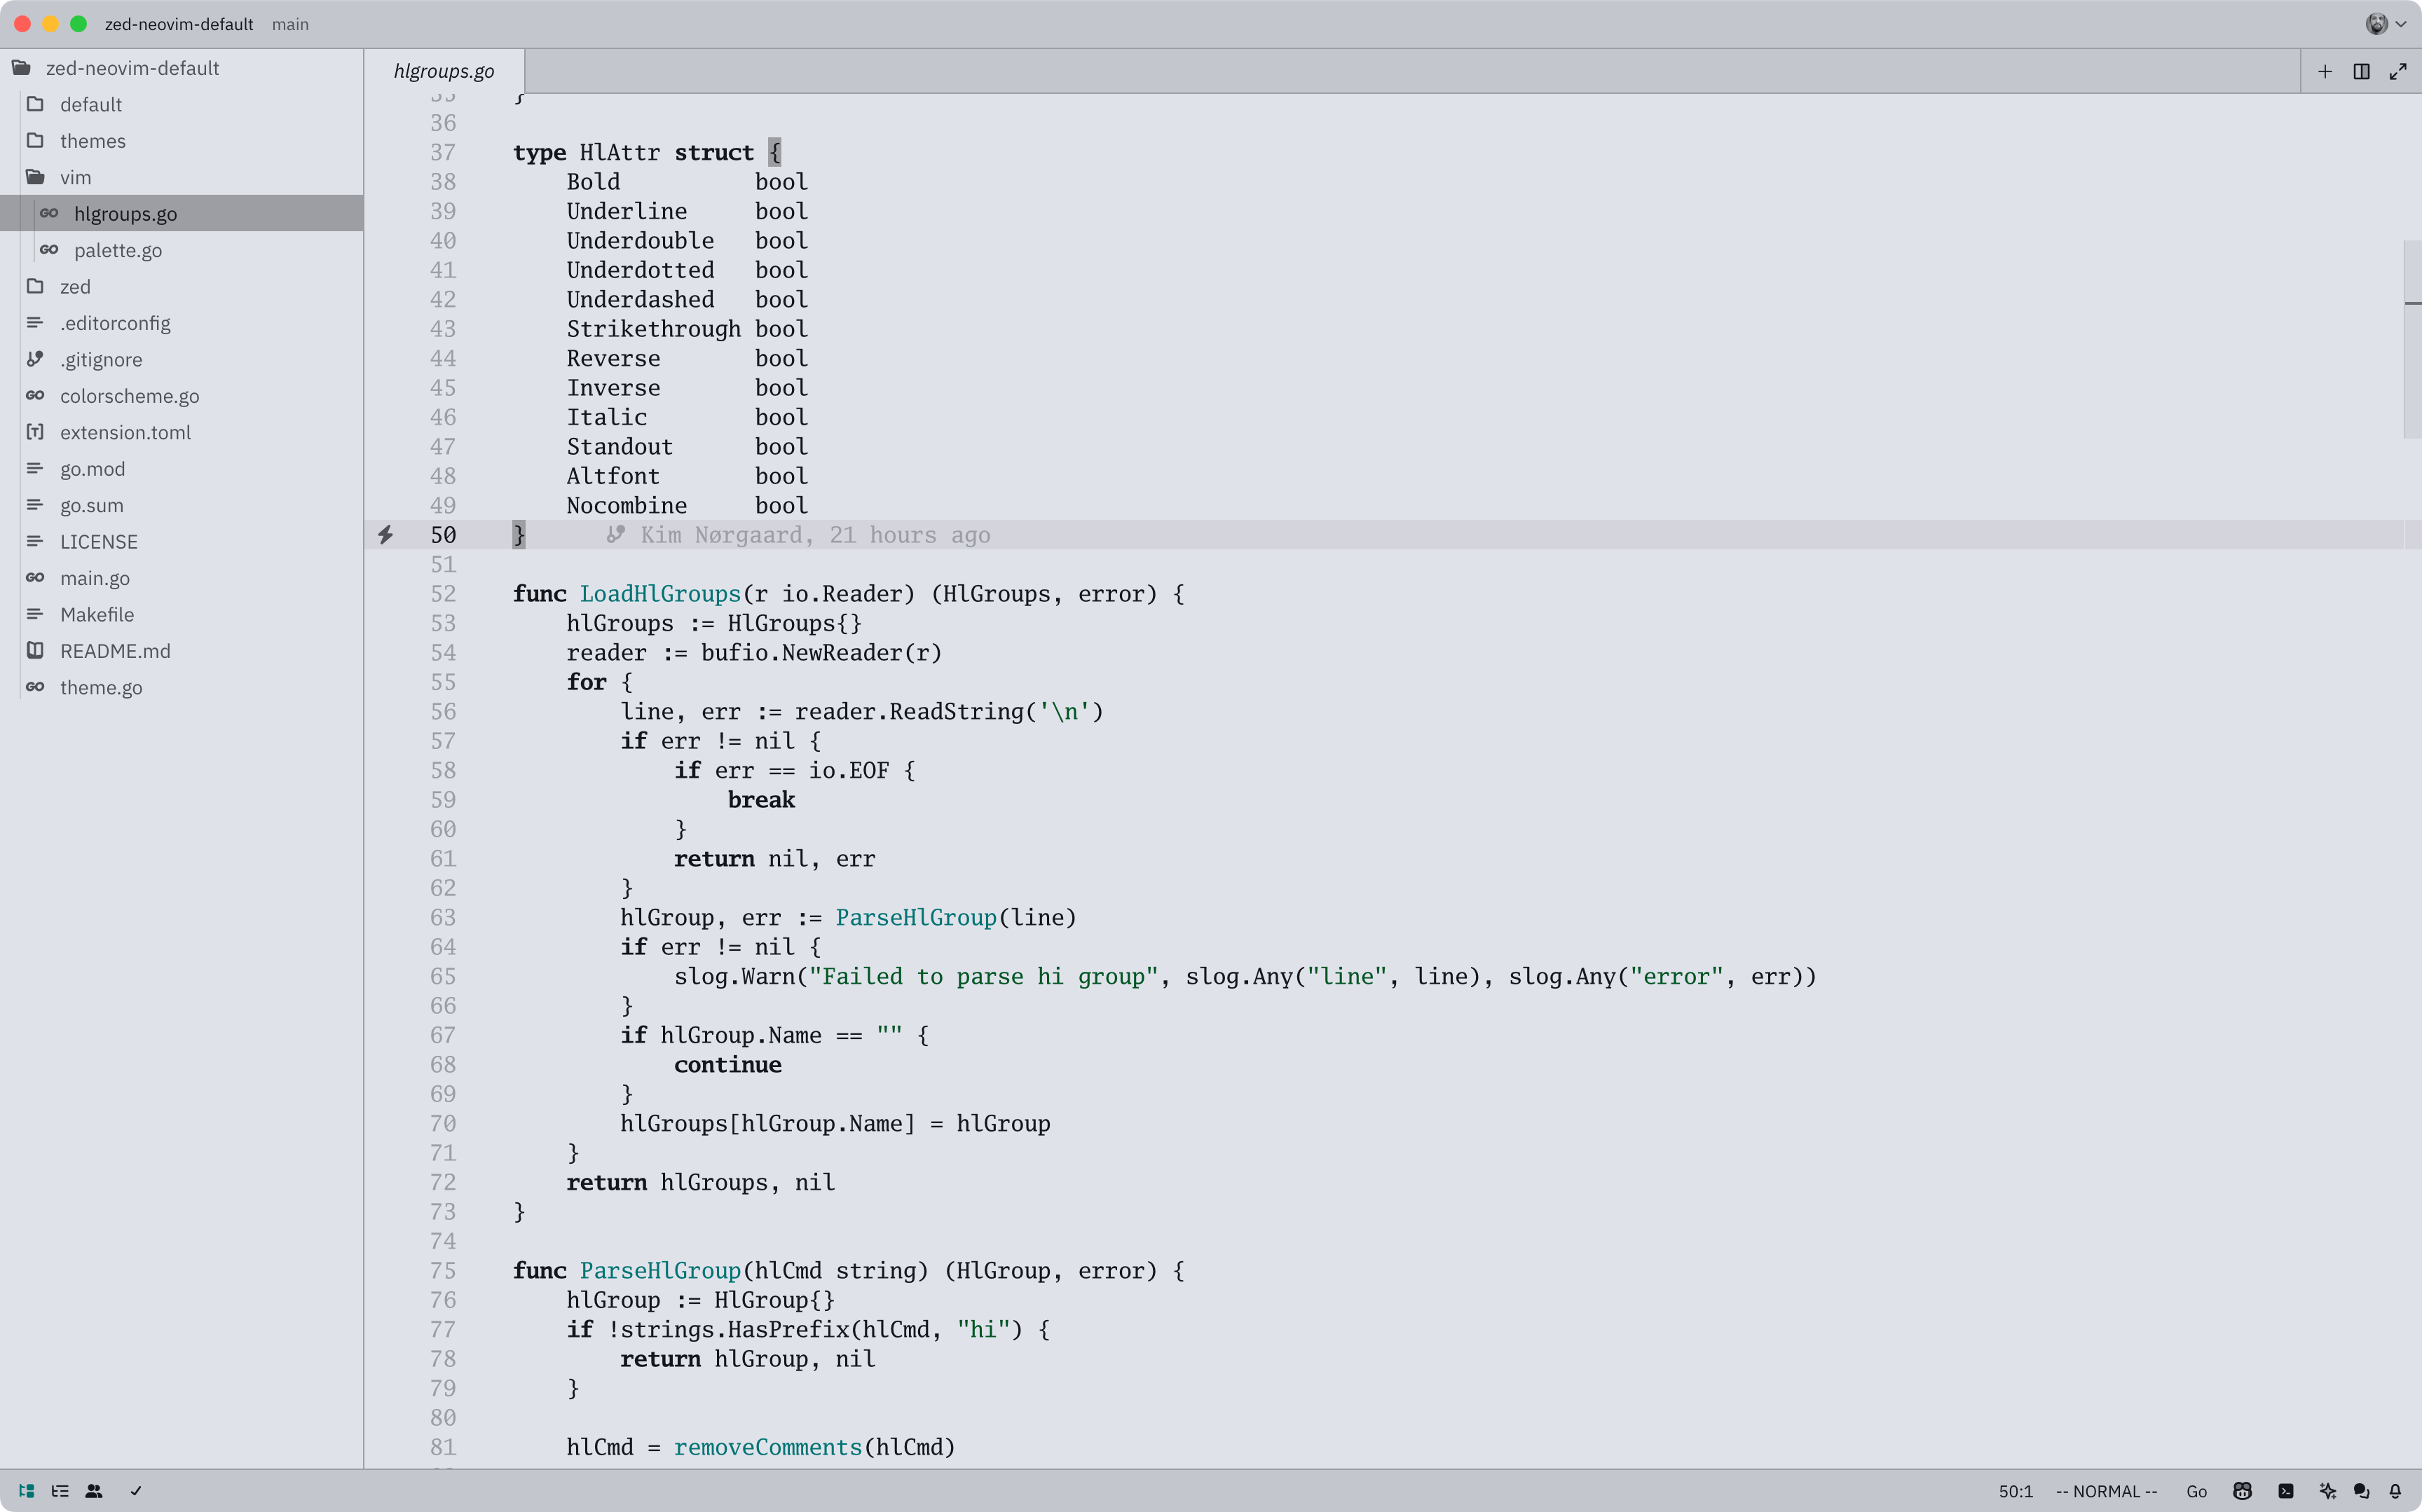 zed-neovim-default main
zed-neovim-default
default
themes
vim
hlgroups.go
palette.go
zed
.editorconfig
.gitignore
colorscheme.go
extension.toml
go.mod
go.sum
LICENSE
main.go
Makefile
README.md
theme.go
hlgroups.go
35 }
36
37 type HlAttr struct {
38 Bold bool
39 Underline bool
40 Underdouble bool
41 Underdotted bool
42 Underdashed bool
43 Strikethrough bool
44 Reverse bool
45 Inverse bool
46 Italic bool
47 Standout bool
48 Altfont bool
49 Nocombine bool
50 } Kim Nørgaard, 21 hours ago
51
52 func LoadHlGroups(r io.Reader) (HlGroups, error) {
53 hlGroups := HlGroups{}
54 reader := bufio.NewReader(r)
55 for {
56 line, err := reader.ReadString('\n')
57 if err != nil {
58 if err == io.EOF {
59 break
60 }
61 return nil, err
62 }
63 hlGroup, err := ParseHlGroup(line)
64 if err != nil {
65 slog.Warn("Failed to parse hi group", slog.Any("line", line), slog.Any("error", err))
66 }
67 if hlGroup.Name == "" {
68 continue
69 }
70 hlGroups[hlGroup.Name] = hlGroup
71 }
72 return hlGroups, nil
73 }
74
75 func ParseHlGroup(hlCmd string) (HlGroup, error) {
76 hlGroup := HlGroup{}
77 if !strings.HasPrefix(hlCmd, "hi") {
78 return hlGroup, nil
79 }
80
81 hlCmd = removeComments(hlCmd)
50:1 -- NORMAL -- Go